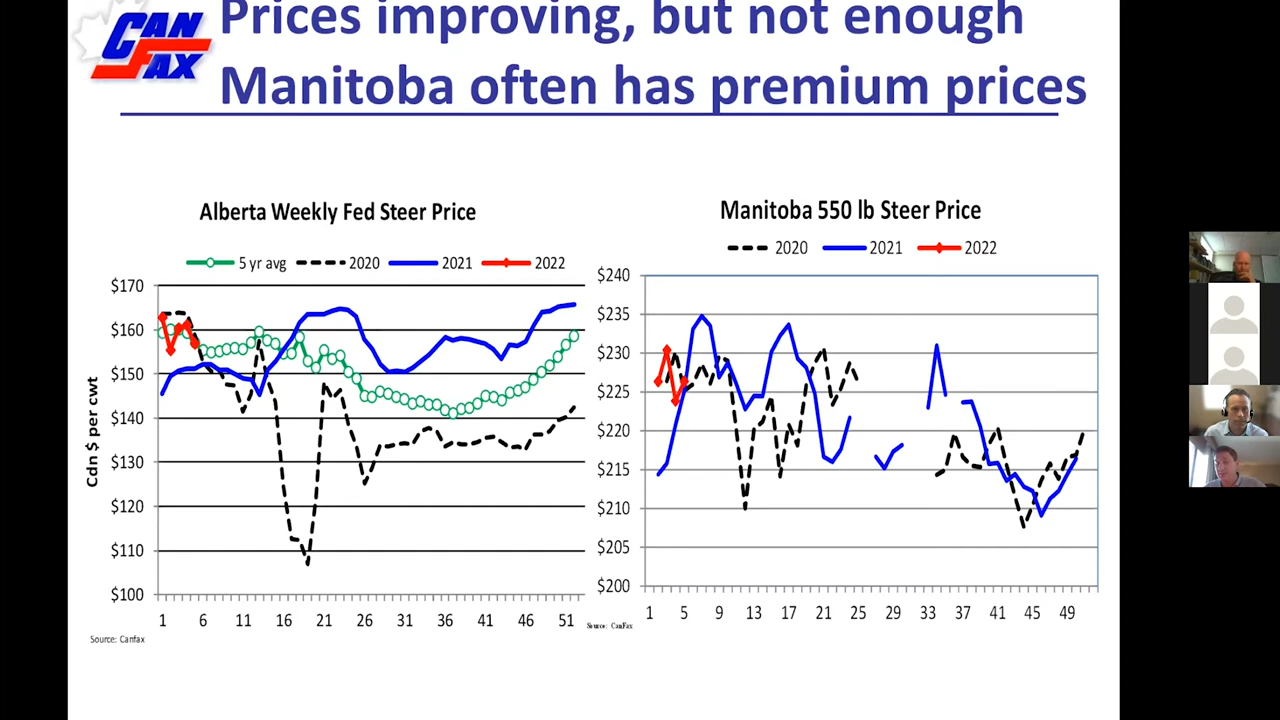 CAN
FAX
Prices improving, but not enough
Manitoba often has premium prices
Alberta Weekly Fed Steer Price
5 yr avg 2020 2021 2022
Cdn $ per cwt
$170
$160
$150
$140
$130
$120
$110
$100
1 6 11 16 21 26 31 36 41 46 51
Source: Canfax
Manitoba 550 lb Steer Price
2020 2021 2022
$240
$235
$230
$225
$220
$215
$210
$205
$200
1 5 9 13 17 21 25 29 33 37 41 45 49
Source: CanFax